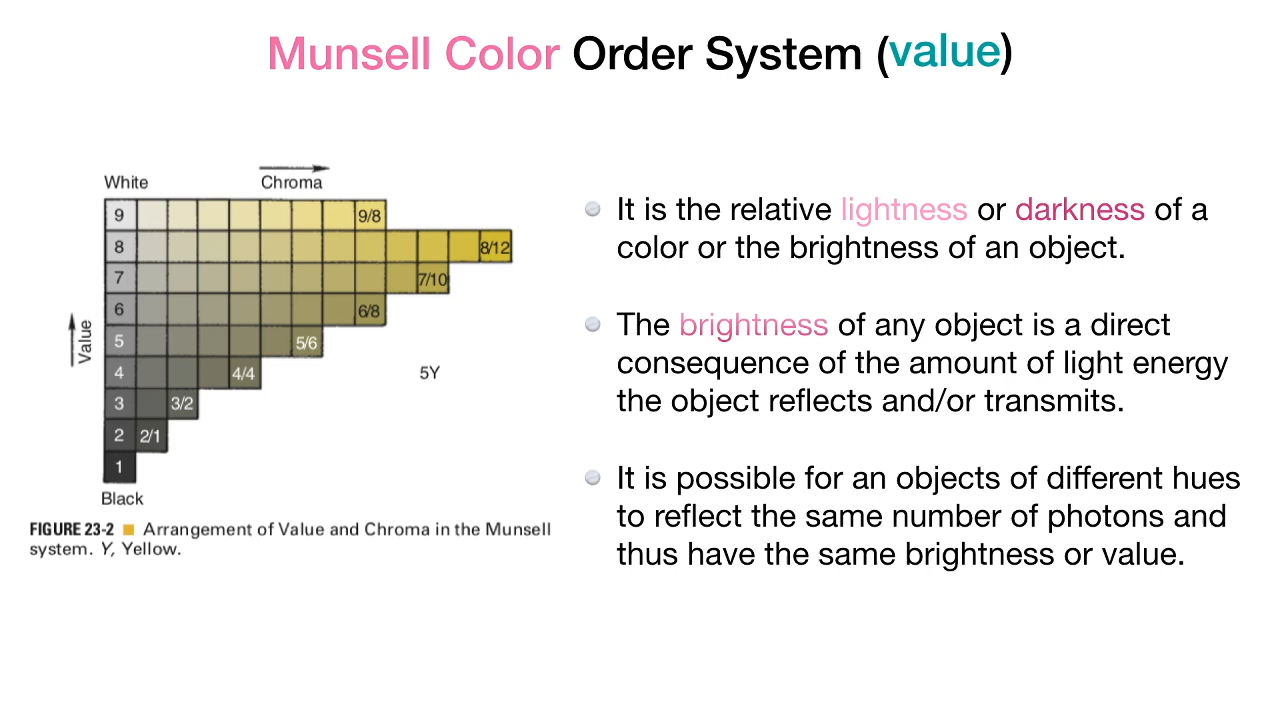 Munsell Color Order System (value)
White
Chroma
9
9/8
8
8/12
7
7/10
6
6/8
5
5/6
4
4/4
3
3/2
2
2/1
1
Value
5Y
Black
FIGURE 23-2 Arrangement of Value and Chroma in the Munsell
system. Y, Yellow.
It is the relative lightness or darkness of a
color or the brightness of an object.
The brightness of any object is a direct
consequence of the amount of light energy
the object reflects and/or transmits.
It is possible for an objects of different hues
to reflect the same number of photons and
thus have the same brightness or value.